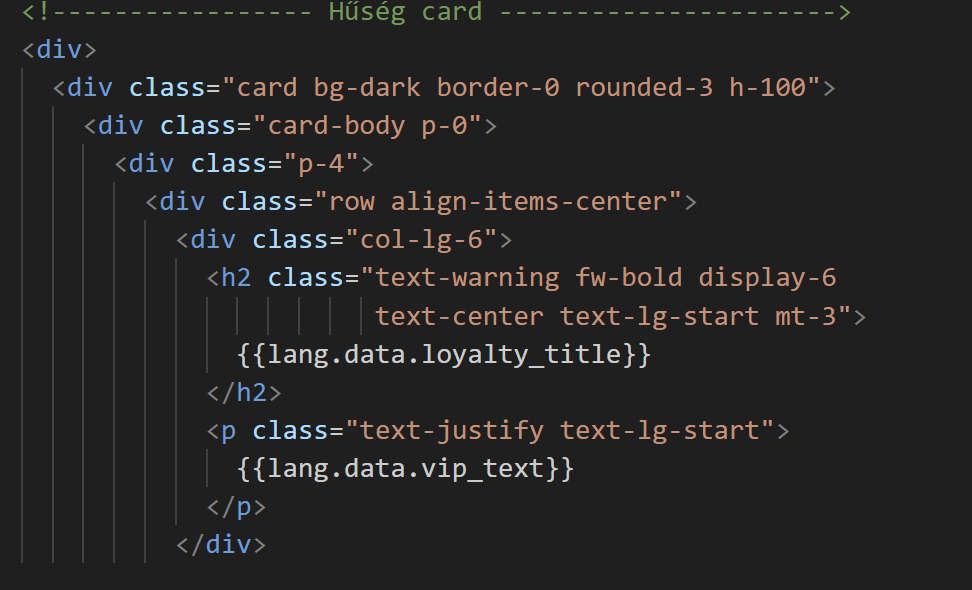 <!----------------- Hűség card ---------------------->
<div>
<div class="card bg-dark border-0 rounded-3 h-100">
<div class="card-body p-0">
<div class="p-4">
<div class="row align-items-center">
<div class="col-lg-6">
<h2 class="text-warning fw-bold display-6
text-center text-lg-start mt-3">
{{lang.data.loyalty_title}}
</h2>
<p class="text-justify text-lg-start">
{{lang.data.vip_text}}
</p>
</div>